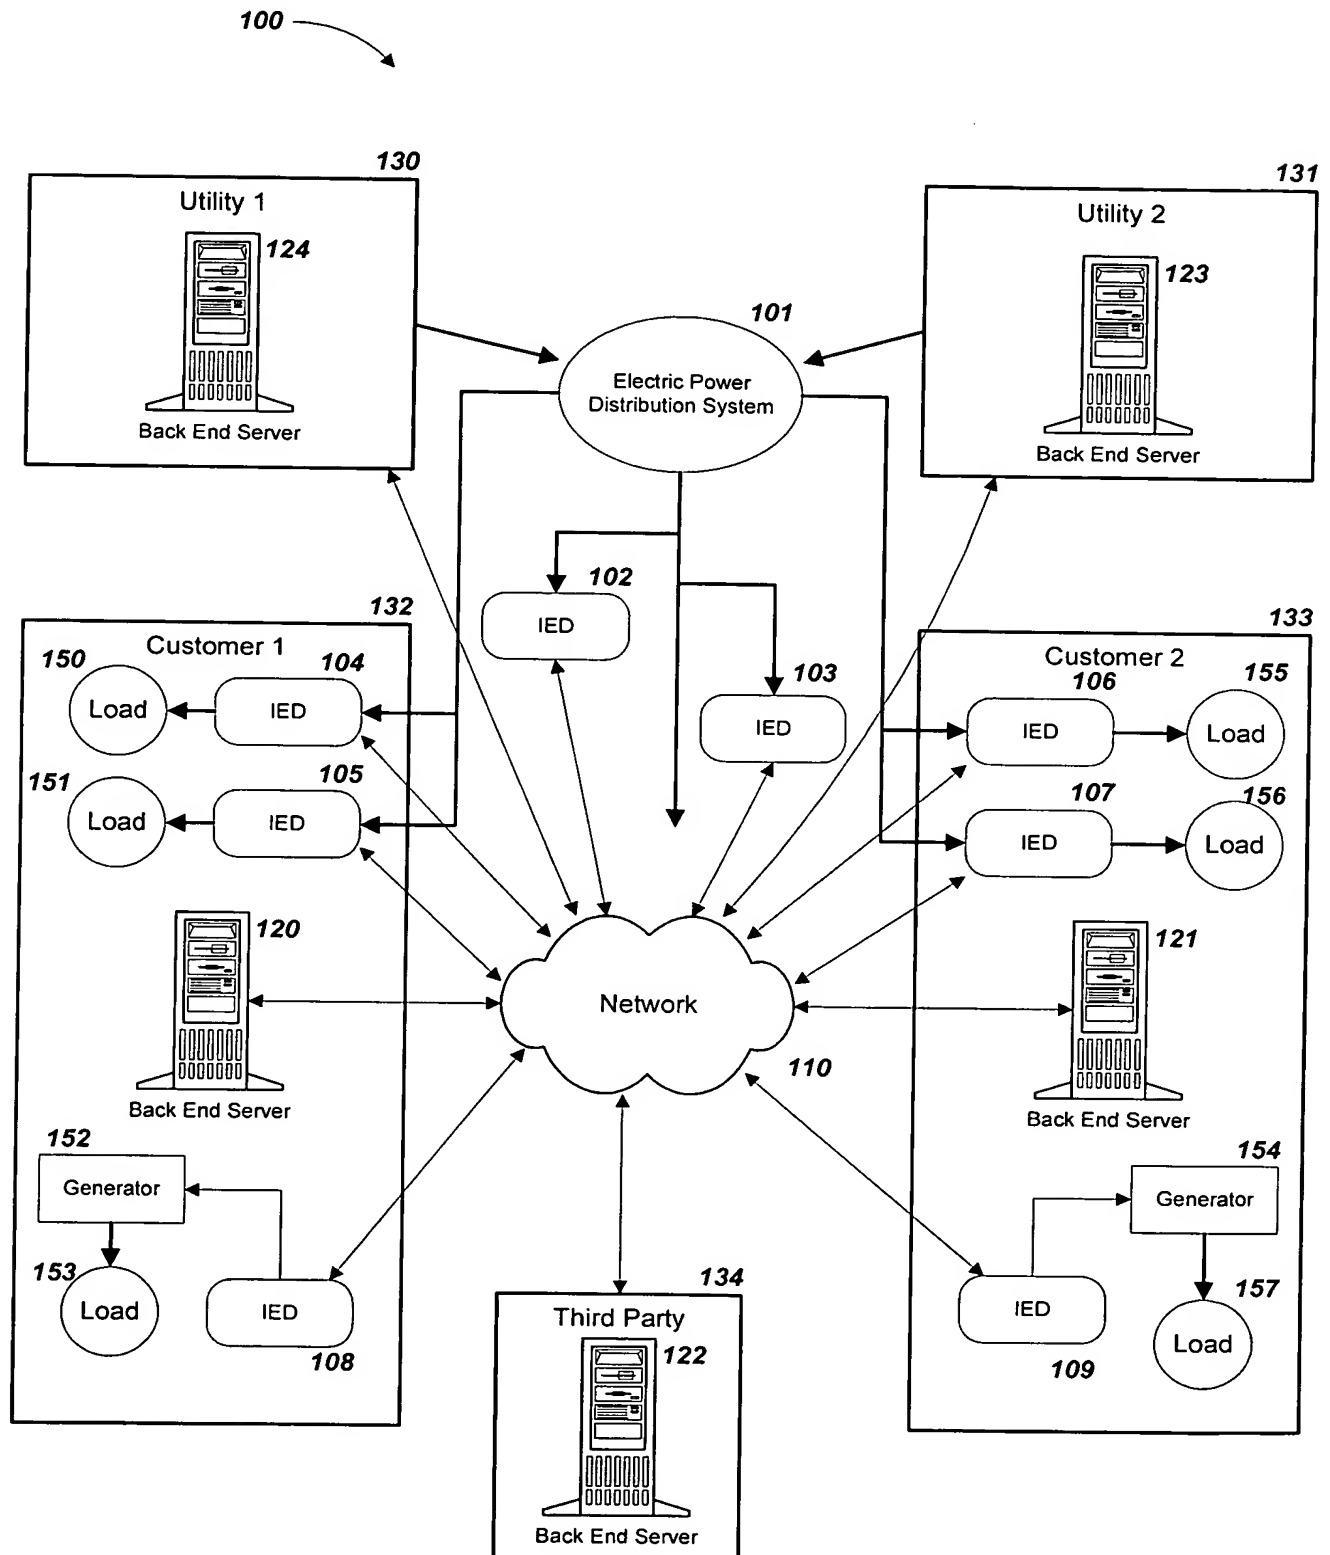 100
130
131
Utility 1
Utility 2
124
123
101
Electric Power
Distribution System
Back End Server
Back End Server
102
IED
132
133
Customer 1
Customer 2
150
104
103
106
155
Load
IED
IED
IED
Load
151
105
107
156
Load
IED
IED
Load
120
121
Network
110
Back End Server
Back End Server
152
154
Generator
Generator
153
134
157
Load
IED
Third Party
IED
Load
108
122
109
Back End Server